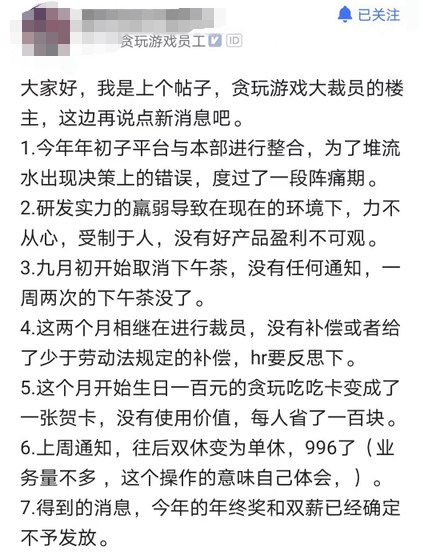 已关注
贪玩游戏员工 V ID
大家好，我是上个帖子，贪玩游戏大裁员的楼
主，这边再说点新消息吧。
1.今年年初子平台与本部进行整合，为了堆流
水出现决策上的错误，度过了一段阵痛期。
2.研发实力的羸弱导致在现在的环境下，力不
从心，受制于人，没有好产品盈利不可观。
3.九月初开始取消下午茶，没有任何通知，一
周两次的下午茶没了。
4.这两个月相继在进行裁员，没有补偿或者给
了少于劳动法规定的补偿，hr要反思下。
5.这个月开始生日一百元的贪玩吃吃卡变成了
一张贺卡，没有使用价值，每人省了一百块。
6.上周通知，往后双休变为单休，996了（业
务量不多 ，这个操作的意味自己体会，）。
7.得到的消息，今年的年终奖和双薪已经确定
不予发放。